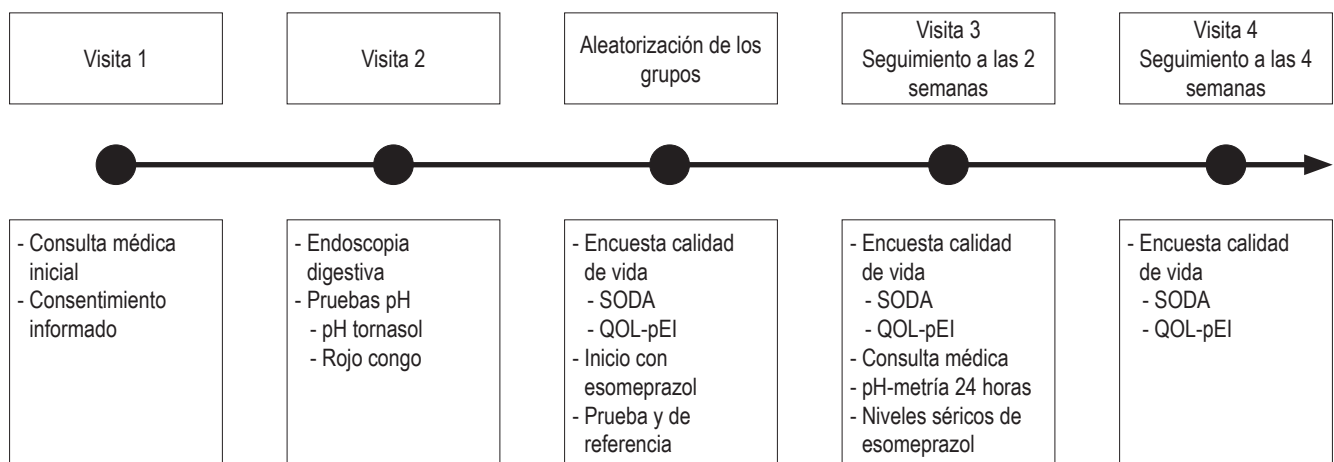 Visita 1
Visita 2
Aleatorización de los
grupos
Visita 3
Seguimiento a las 2
semanas
Visita 4
Seguimiento a las 4
semanas
- Consulta médica
inicial
- Consentimiento
informado
- Endoscopia
digestiva
- Pruebas pH
- pH tornasol
- Rojo congo
- Encuesta calidad
de vida
- SODA
- QOL-pEI
- Inicio con
esomeprazol
- Prueba y de
referencia
- Encuesta calidad
de vida
- SODA
- QOL-pEI
- Consulta médica
- pH-metría 24 horas
- Niveles séricos de
esomeprazol
- Encuesta calidad
de vida
- SODA
- QOL-pEI